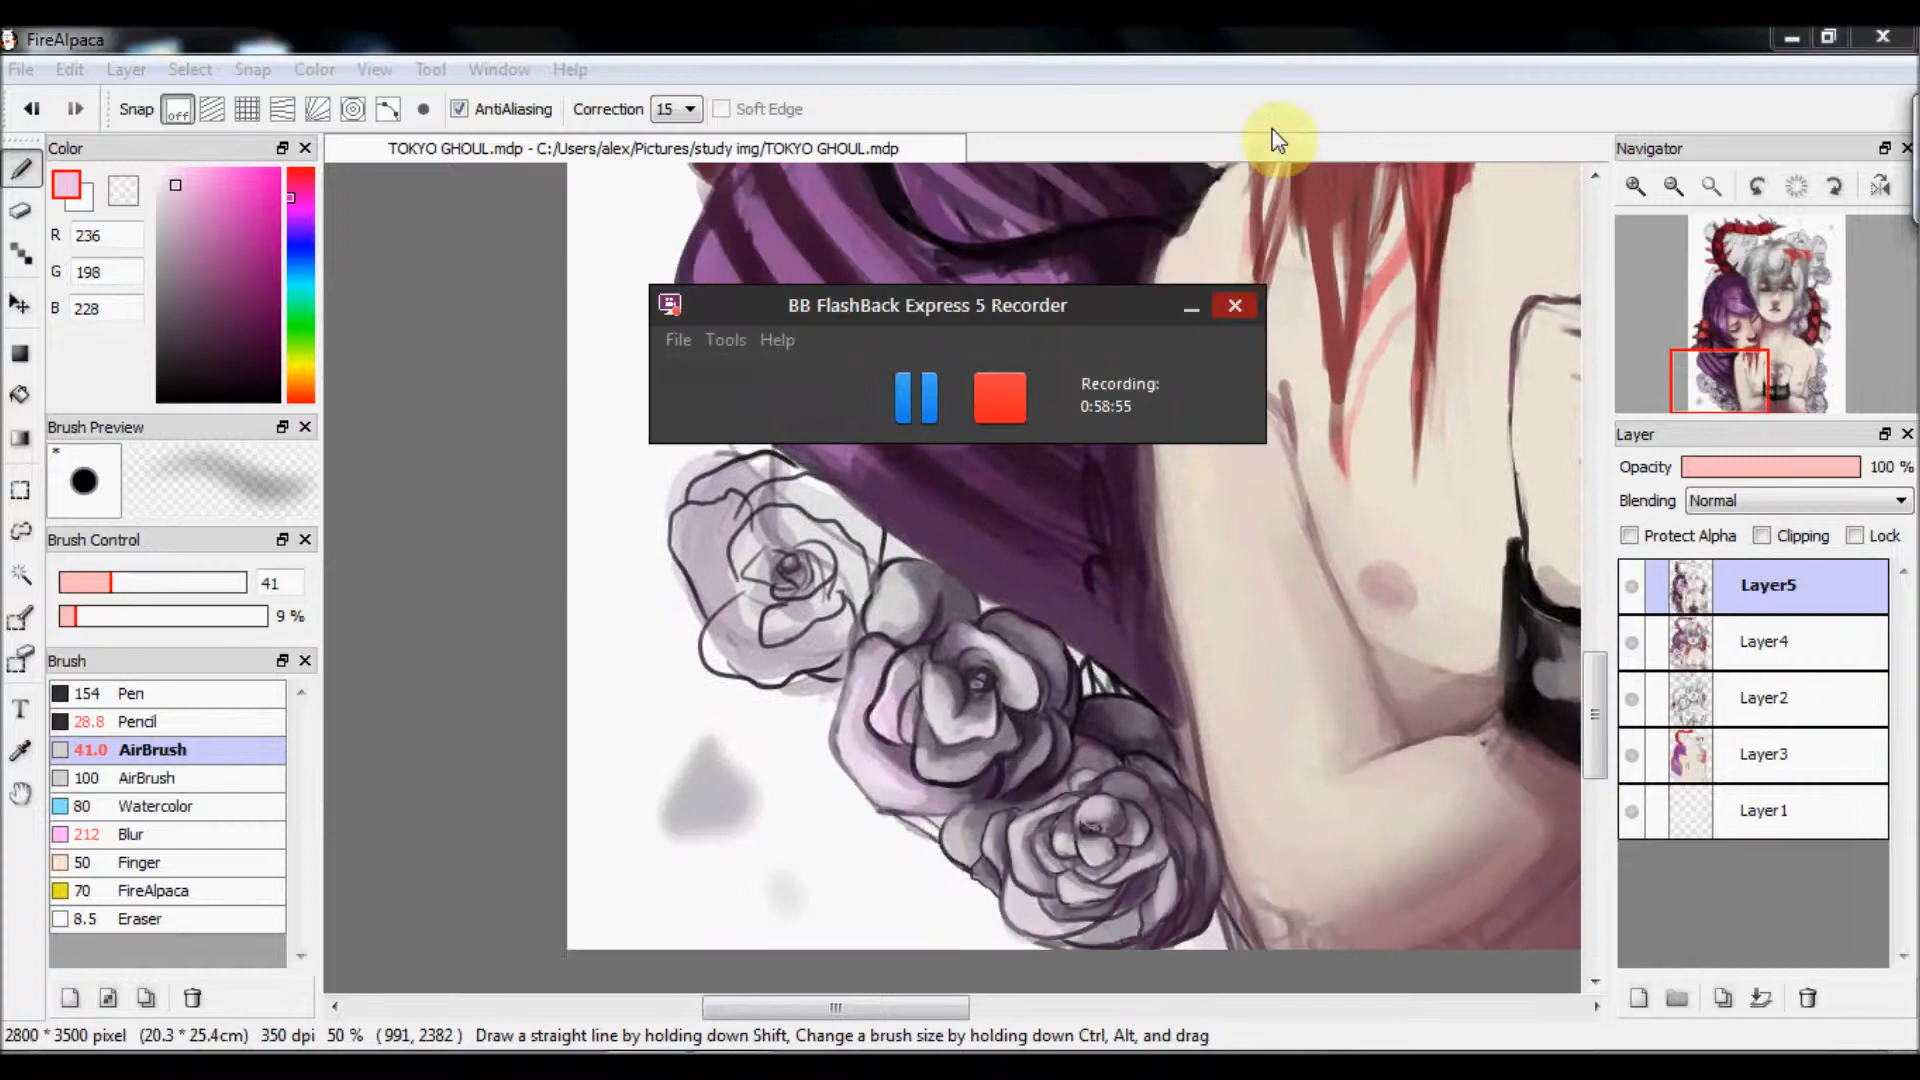 FireAlpaca
File Edit Layer Select Snap Color View Tool Window Help
Snap off AntiAliasing Correction 15 Soft Edge
Color
TOKYO GHOUL.mdp - C:/Users/alex/Pictures/study img/TOKYO GHOUL.mdp
Navigator
R 236
G 198
B 228
BB FlashBack Express 5 Recorder
File Tools Help
Recording:
0:58:55
Brush Preview
*
Layer
Opacity 100 %
Blending Normal
Protect Alpha Clipping Lock
Brush Control
41
9 %
Layer5
Layer4
Layer2
Layer3
Layer1
Brush
154 Pen
28.8 Pencil
41.0 AirBrush
100 AirBrush
80 Watercolor
212 Blur
50 Finger
70 FireAlpaca
8.5 Eraser
2800 * 3500 pixel (20.3 * 25.4cm) 350 dpi 50 % ( 991, 2382 ) Draw a straight line by holding down Shift, Change a brush size by holding down Ctrl, Alt, and drag